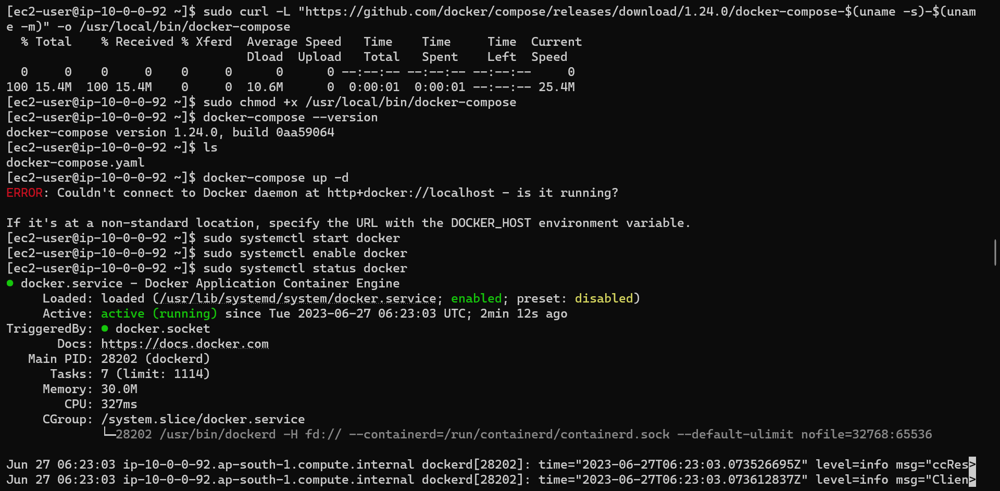 [ec2-user@ip-10-0-0-92 ~]$ sudo curl -L "https://github.com/docker/compose/releases/download/1.24.0/docker-compose-$(uname -s)-$(unam
e -m)" -o /usr/local/bin/docker-compose
  % Total    % Received % Xferd  Average Speed   Time    Time     Time  Current
                                 Dload  Upload   Total   Spent    Left  Speed
  0     0    0     0    0     0      0      0 --:--:-- --:--:-- --:--:--     0
100 15.4M  100 15.4M    0     0  10.6M      0  0:00:01  0:00:01 --:--:-- 25.4M
[ec2-user@ip-10-0-0-92 ~]$ sudo chmod +x /usr/local/bin/docker-compose
[ec2-user@ip-10-0-0-92 ~]$ docker-compose --version
docker-compose version 1.24.0, build 0aa59064
[ec2-user@ip-10-0-0-92 ~]$ ls
docker-compose.yaml
[ec2-user@ip-10-0-0-92 ~]$ docker-compose up -d
ERROR: Couldn't connect to Docker daemon at http+docker://localhost - is it running?

If it's at a non-standard location, specify the URL with the DOCKER_HOST environment variable.
[ec2-user@ip-10-0-0-92 ~]$ sudo systemctl start docker
[ec2-user@ip-10-0-0-92 ~]$ sudo systemctl enable docker
[ec2-user@ip-10-0-0-92 ~]$ sudo systemctl status docker
● docker.service - Docker Application Container Engine
     Loaded: loaded (/usr/lib/systemd/system/docker.service; enabled; preset: disabled)
     Active: active (running) since Tue 2023-06-27 06:23:03 UTC; 2min 12s ago
TriggeredBy: ● docker.socket
       Docs: https://docs.docker.com
   Main PID: 28202 (dockerd)
      Tasks: 7 (limit: 1114)
     Memory: 30.0M
        CPU: 327ms
     CGroup: /system.slice/docker.service
             └─28202 /usr/bin/dockerd -H fd:// --containerd=/run/containerd/containerd.sock --default-ulimit nofile=32768:65536

Jun 27 06:23:03 ip-10-0-0-92.ap-south-1.compute.internal dockerd[28202]: time="2023-06-27T06:23:03.073526695Z" level=info msg="ccRes>
Jun 27 06:23:03 ip-10-0-0-92.ap-south-1.compute.internal dockerd[28202]: time="2023-06-27T06:23:03.073612837Z" level=info msg="Clien>